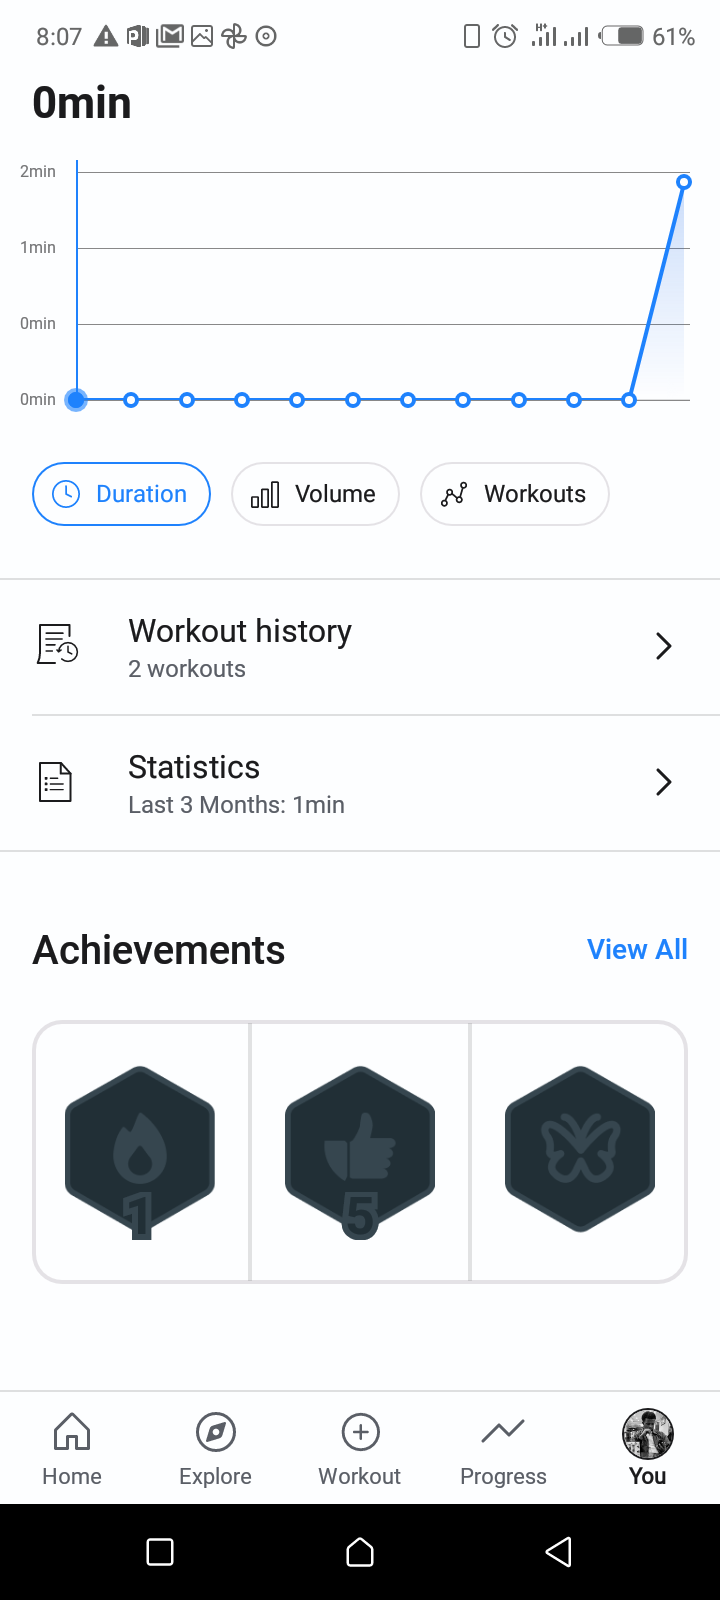 8:07 H+ 61%
0min
2min
1min
0min
0min
Duration Volume Workouts
Workout history
2 workouts
Statistics
Last 3 Months: 1min
Achievements View All
1 5
Home Explore Workout Progress You